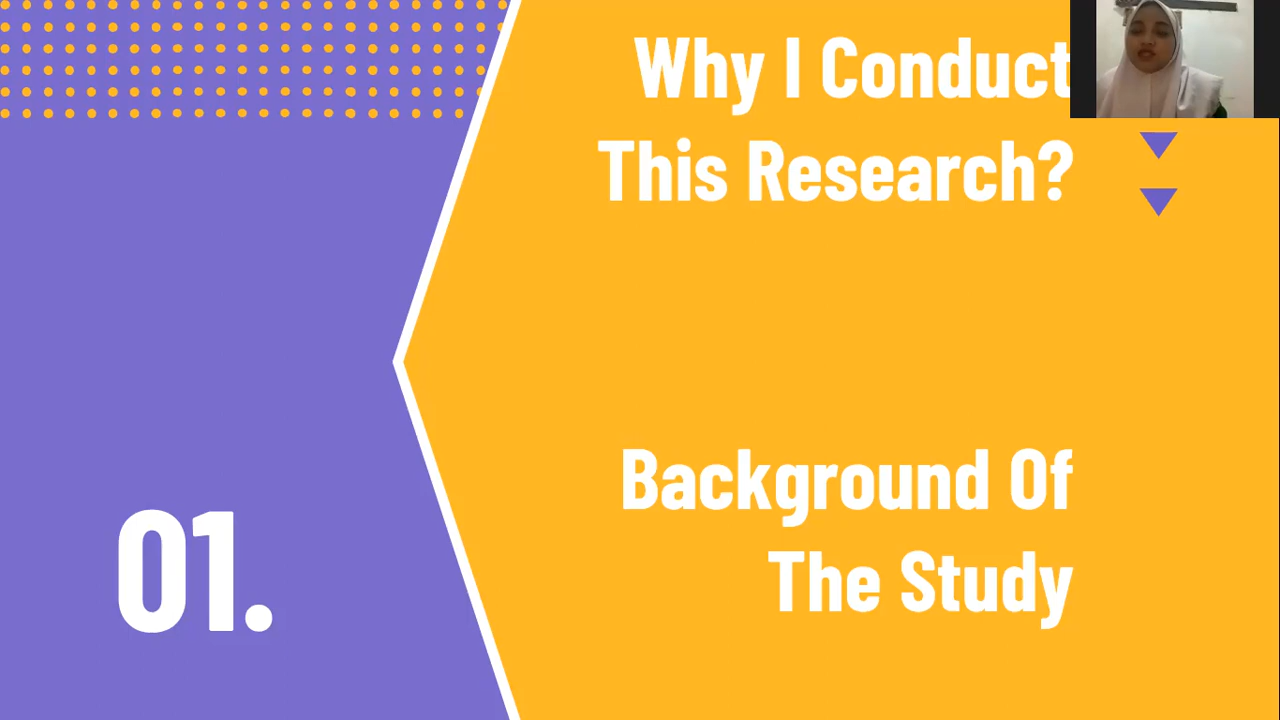 Why I Conduct
This Research?
Background Of
The Study
01.